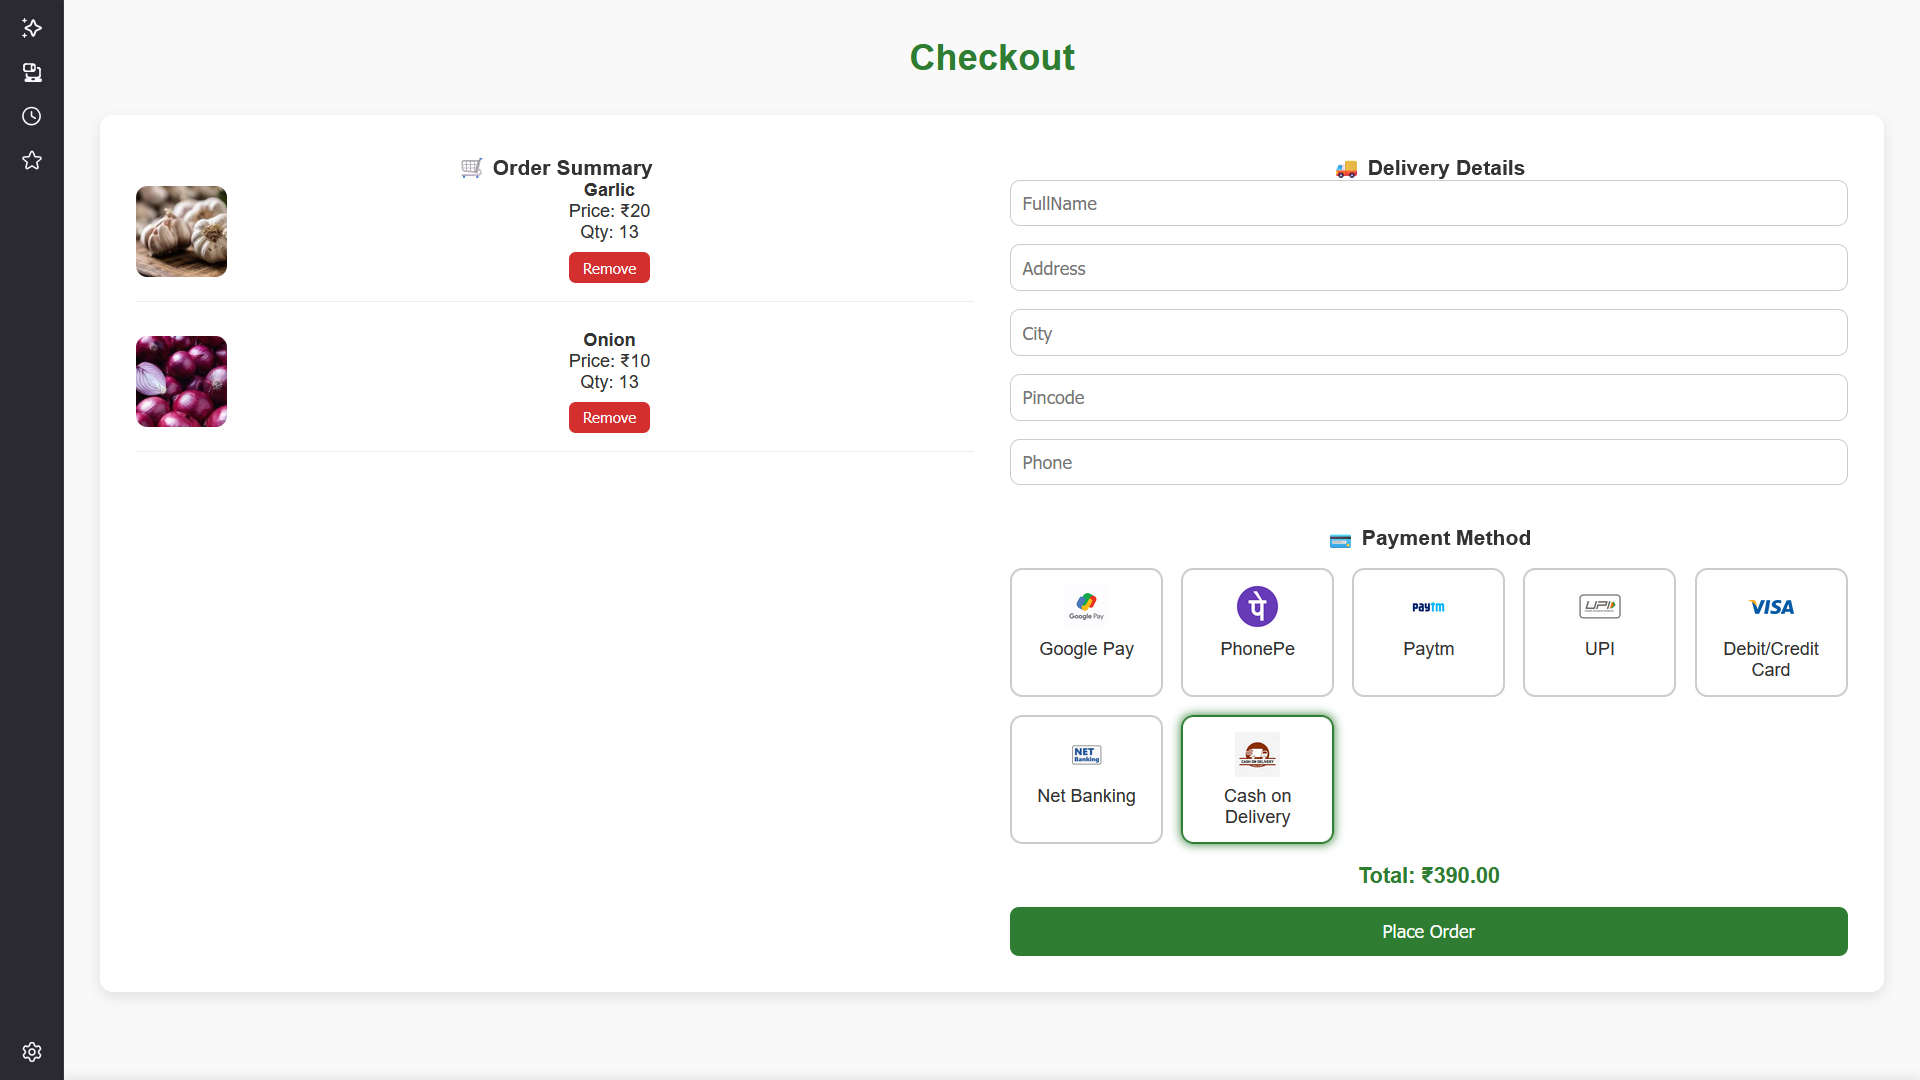 Checkout
Order Summary
Garlic
Price: ₹20
Qty: 13
Remove
Onion
Price: ₹10
Qty: 13
Remove
Delivery Details
FullName
Address
City
Pincode
Phone
Payment Method
Google Pay
Google Pay
पे
PhonePe
paytm
Paytm
UPI
UPI
VISA
Debit/Credit
Card
NET
Banking
Net Banking
CASH ON DELIVERY
Cash on
Delivery
Total: ₹390.00
Place Order